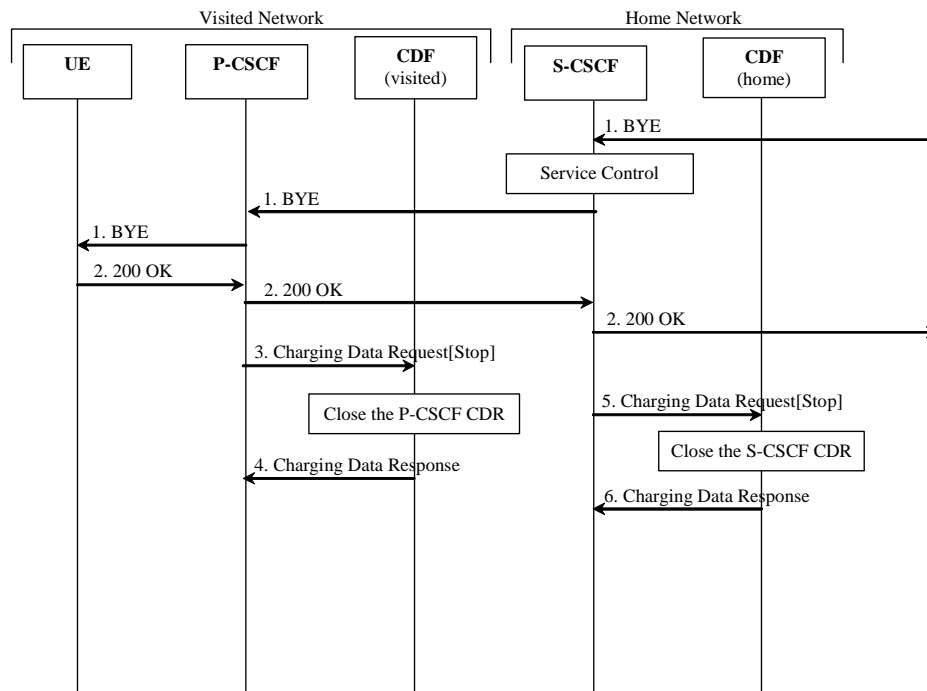 Visited Network
Home Network
UE
P-CSCF
CDF
(visited)
S-CSCF
CDF
(home)
1. BYE
Service Control
1. BYE
1. BYE
2. 200 OK
2. 200 OK
2. 200 OK
3. Charging Data Request[Stop]
Close the P-CSCF CDR
5. Charging Data Request[Stop]
Close the S-CSCF CDR
4. Charging Data Response
6. Charging Data Response